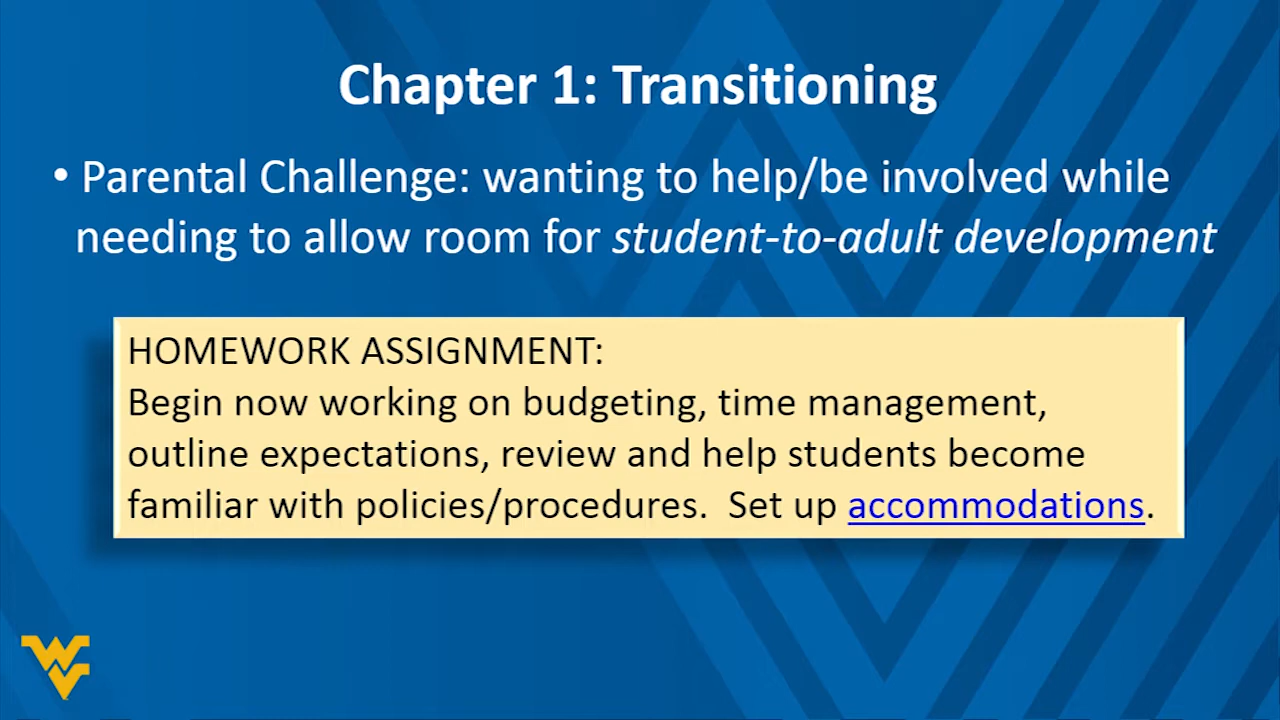 Chapter 1: Transitioning
• Parental Challenge: wanting to help/be involved while
needing to allow room for student-to-adult development
HOMEWORK ASSIGNMENT:
Begin now working on budgeting, time management,
outline expectations, review and help students become
familiar with policies/procedures.  Set up accommodations.
WV